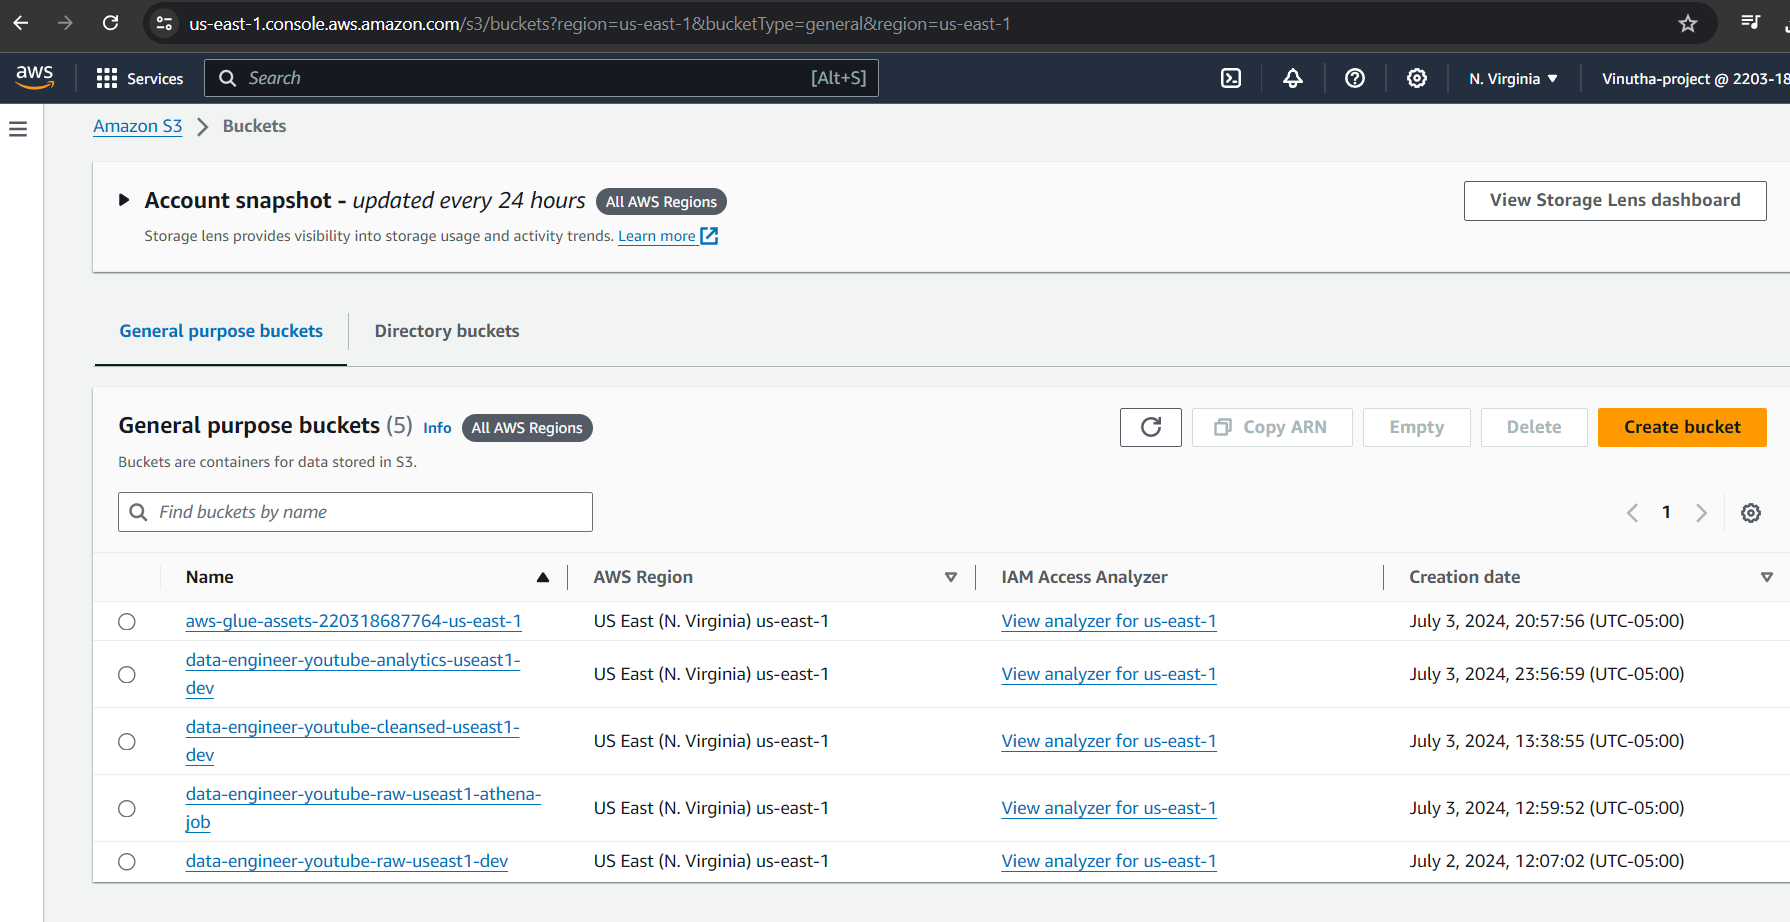 us-east-1.console.aws.amazon.com/s3/buckets?region=us-east-1&bucketType=general&region=us-east-1
aws
Services
Search
[Alt+S]
N. Virginia
Vinutha-project @ 2203-18
Amazon S3
Buckets
Account snapshot - updated every 24 hours
All AWS Regions
View Storage Lens dashboard
Storage lens provides visibility into storage usage and activity trends. Learn more
General purpose buckets
Directory buckets
General purpose buckets (5) Info
All AWS Regions
Copy ARN
Empty
Delete
Create bucket
Buckets are containers for data stored in S3.
Find buckets by name
1
Name
AWS Region
IAM Access Analyzer
Creation date
aws-glue-assets-220318687764-us-east-1
US East (N. Virginia) us-east-1
View analyzer for us-east-1
July 3, 2024, 20:57:56 (UTC-05:00)
data-engineer-youtube-analytics-useast1-
dev
US East (N. Virginia) us-east-1
View analyzer for us-east-1
July 3, 2024, 23:56:59 (UTC-05:00)
data-engineer-youtube-cleansed-useast1-
dev
US East (N. Virginia) us-east-1
View analyzer for us-east-1
July 3, 2024, 13:38:55 (UTC-05:00)
data-engineer-youtube-raw-useast1-athena-
job
US East (N. Virginia) us-east-1
View analyzer for us-east-1
July 3, 2024, 12:59:52 (UTC-05:00)
data-engineer-youtube-raw-useast1-dev
US East (N. Virginia) us-east-1
View analyzer for us-east-1
July 2, 2024, 12:07:02 (UTC-05:00)